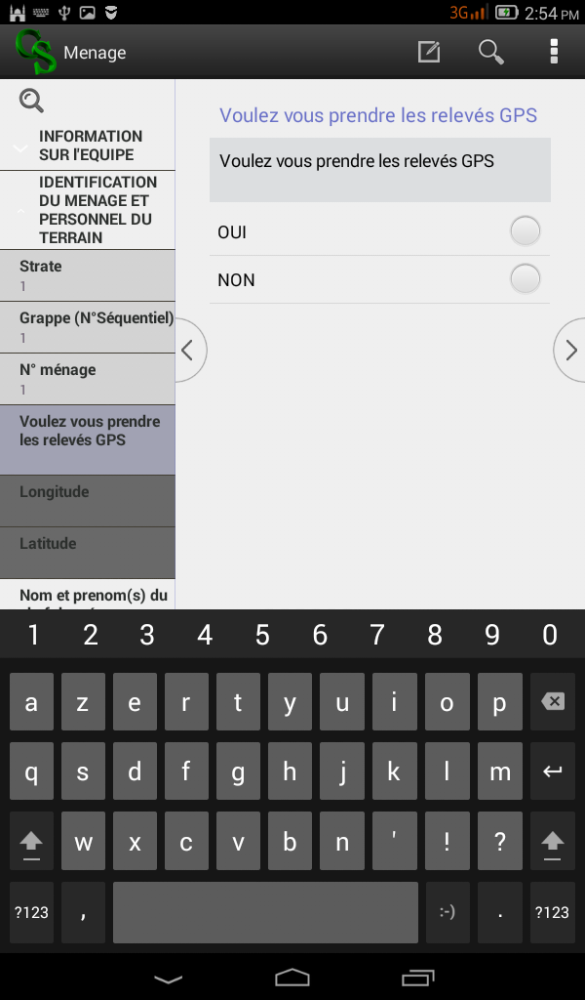 3G 2:54 PM
CS Menage
INFORMATION
SUR l'EQUIPE
IDENTIFICATION
DU MENAGE ET
PERSONNEL DU
TERRAIN
Strate
1
Grappe (N°Séquentiel)
1
N° ménage
1
Voulez vous prendre
les relevés GPS
Longitude
Latitude
Nom et prenom(s) du
Voulez vous prendre les relevés GPS
Voulez vous prendre les relevés GPS
OUI
NON
1 2 3 4 5 6 7 8 9 0
a z e r t y u i o p
q s d f g h j k l m
w x c v b n ' ! ?
?123 , :-) . ?123